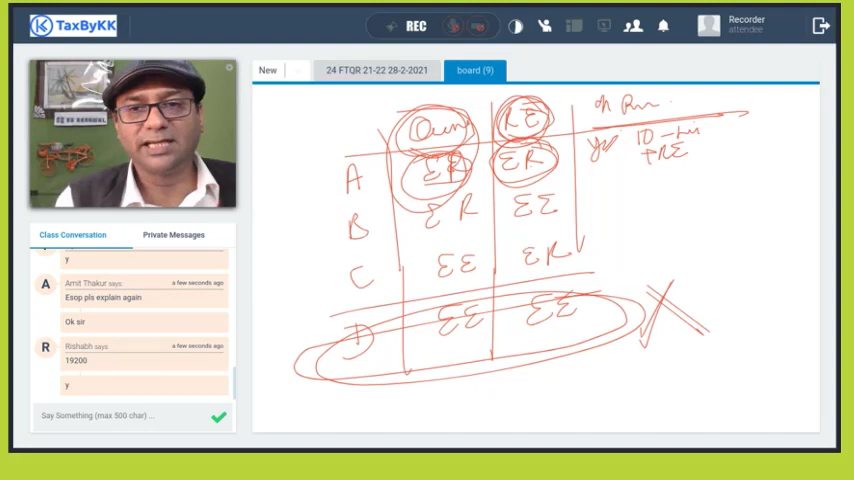 TaxByKK
REC
Recorder
attendee
New
24 FTQR 21-22 28-2-2021
board (9)
KK AGRAWAL
Class Conversation
Private Messages
y
A
Amit Thakur says:
a few seconds ago
Esop pls explain again
Ok sir
R
Rishabh says:
a few seconds ago
19200
y
Say Something (max 500 char) ...
RE
A ER ER
B ER EE
C EE ER
D EE EE